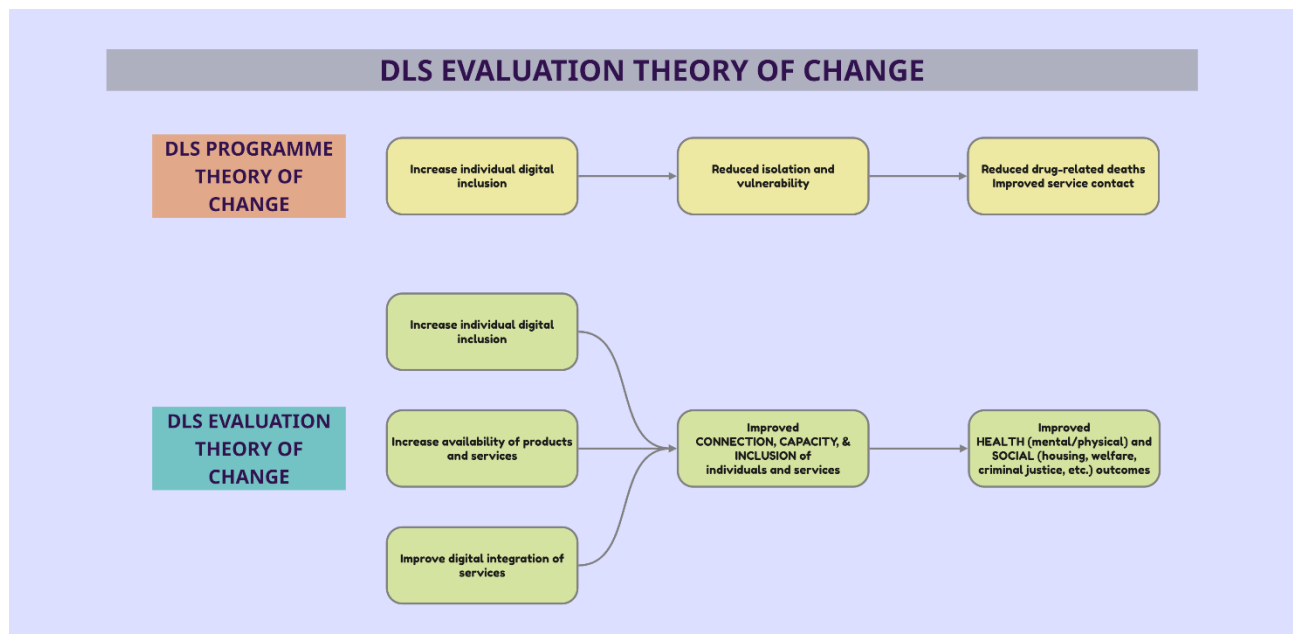 DLS EVALUATION THEORY OF CHANGE
DLS PROGRAMME
THEORY OF
CHANGE
Increase individual digital
inclusion
Reduced isolation and
vulnerability
Reduced drug-related deaths
Improved service contact
Increase individual digital
inclusion
DLS EVALUATION
THEORY OF
CHANGE
Increase availability of products
and services
Improved
CONNECTION, CAPACITY, &
INCLUSION of
individuals and services
Improved
HEALTH (mental/physical) and
SOCIAL (housing, welfare,
criminal justice, etc.) outcomes
Improve digital integration of
services